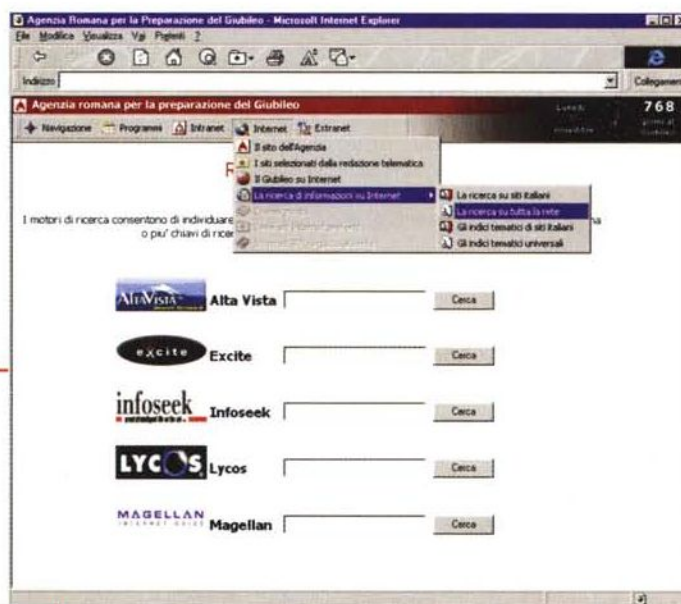 Agenzia Romana per la Preparazione del Giubileo - Microsoft Internet Explorer
File Modifica Visualizza Vai Preferiti ?
Indirizzo
Collegamenti
Agenzia romana per la preparazione del Giubileo
Lunedì
768
Navigazione Programmi Intranet Internet Extranet
Il sito dell'Agenzia
I siti selezionati dalla redazione telematica
Il Giubileo su Internet
La ricerca di informazioni su Internet
La ricerca su siti italiani
La ricerca su tutta la rete
Gli indici tematici di siti italiani
Gli indici tematici universali
R
I motori di ricerca consentono di individuare
na
o piu' chiavi di ricer
ALTAVISTA Alta Vista Cerca
excite Excite Cerca
infoseek Infoseek Cerca
LYCOS Lycos Cerca
MAGELLAN
INTERNET GUIDE Magellan Cerca